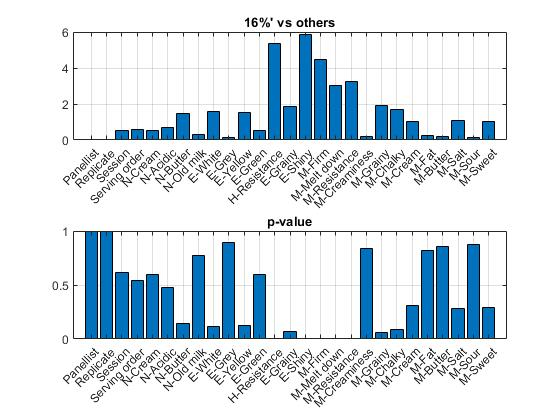 16%' vs others
6
4
2
0
Panellist
Replicate
Session
Serving order
N-Cream
N-Acidic
N-Butter
N-Old milk
E-White
E-Grey
E-Yellow
E-Green
H-Resistance
E-Grainy
E-Shiny
M-Firm
M-Melt down
M-Resistance
M-Creaminess
M-Grainy
M-Chalky
M-Cream
M-Fat
M-Butter
M-Salt
M-Sour
M-Sweet
p-value
1
0.5
0
Panellist
Replicate
Session
Serving order
N-Cream
N-Acidic
N-Butter
N-Old milk
E-White
E-Grey
E-Yellow
E-Green
H-Resistance
E-Grainy
E-Shiny
M-Firm
M-Melt down
M-Resistance
M-Creaminess
M-Grainy
M-Chalky
M-Cream
M-Fat
M-Butter
M-Salt
M-Sour
M-Sweet